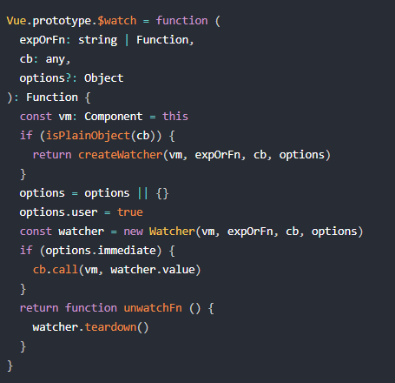 Vue.prototype.$watch = function (
  expOrFn: string | Function,
  cb: any,
  options?: Object
): Function {
  const vm: Component = this
  if (isPlainObject(cb)) {
    return createWatcher(vm, expOrFn, cb, options)
  }
  options = options || {}
  options.user = true
  const watcher = new Watcher(vm, expOrFn, cb, options)
  if (options.immediate) {
    cb.call(vm, watcher.value)
  }
  return function unwatchFn () {
    watcher.teardown()
  }
}